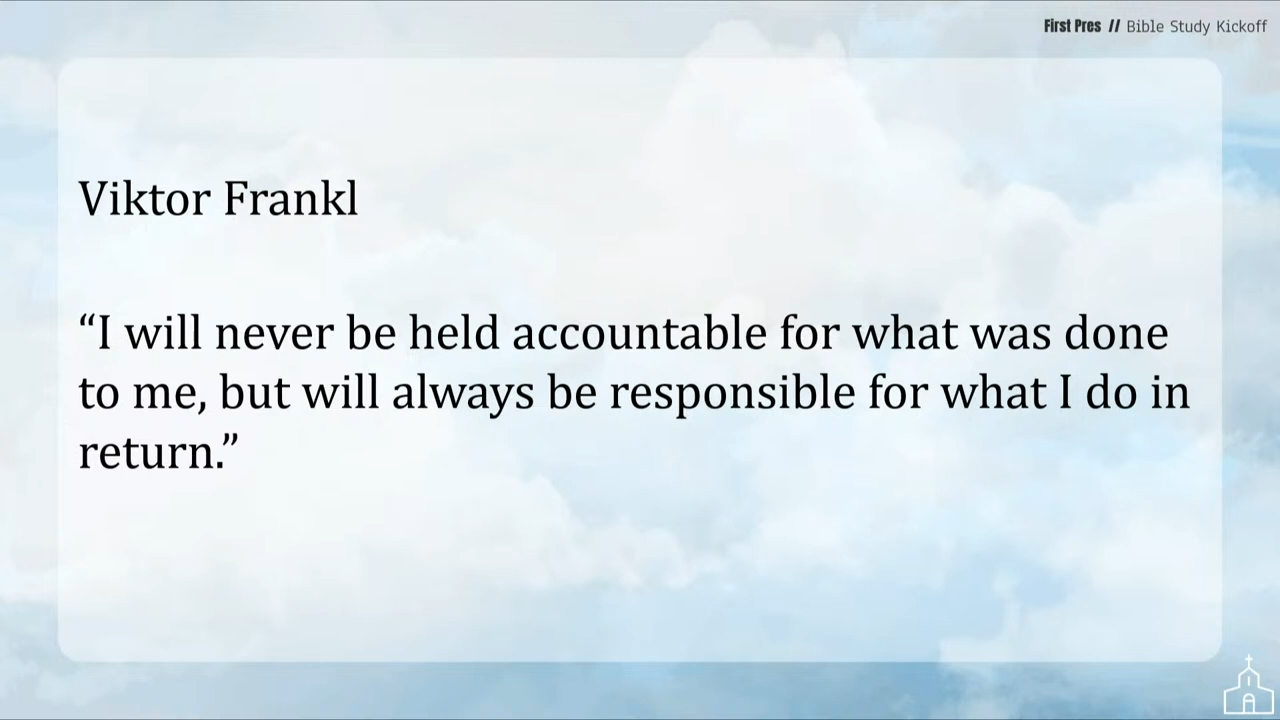 First Pres // Bible Study Kickoff
Viktor Frankl
“I will never be held accountable for what was done
to me, but will always be responsible for what I do in
return.”